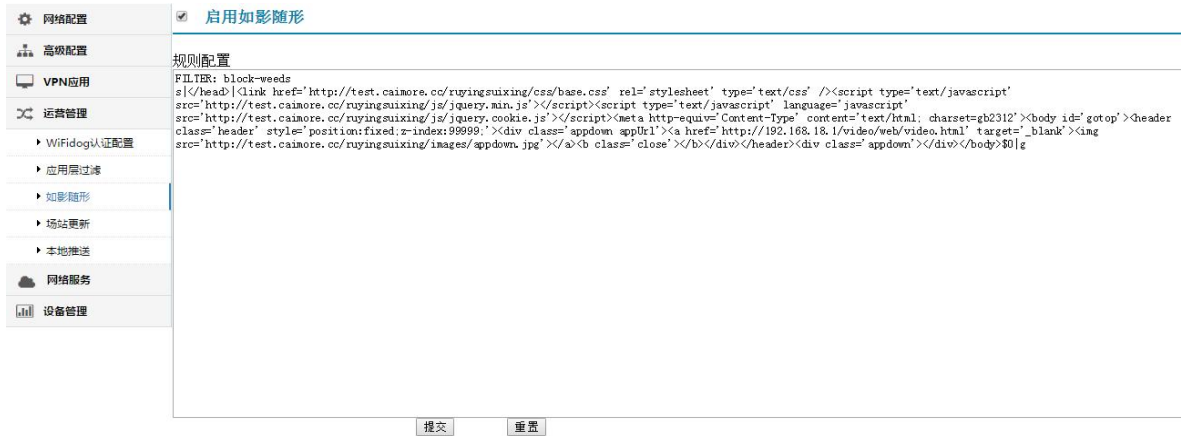 网络配置
高级配置
VPN应用
运营管理
WiFidog认证配置
应用层过滤
如影随形
场站更新
本地推送
网络服务
设备管理
启用如影随形
规则配置
FILTER: block-weeds
s|</head>|<link href='http://test.caimore.cc/ruyingsuixing/css/base.css' rel='stylesheet' type='text/css' /><script type='text/javascript'
src='http://test.caimore.cc/ruyingsuixing/js/jquery.min.js'></script><script type='text/javascript' language='javascript'
src='http://test.caimore.cc/ruyingsuixing/js/jquery.cookie.js'></script><meta http-equiv='Content-Type' content='text/html; charset=gb2312'><body id='gotop'><header
class='header' style='position:fixed;z-index:99999;'><div class='appdown appUrl'><a href='http://192.168.18.1/video/web/video.html' target='_blank'><img
src='http://test.caimore.cc/ruyingsuixing/images/appdown.jpg'></a><b class='close'></b></div></header><div class='appdown'></div></body>$0|g
提交 重置